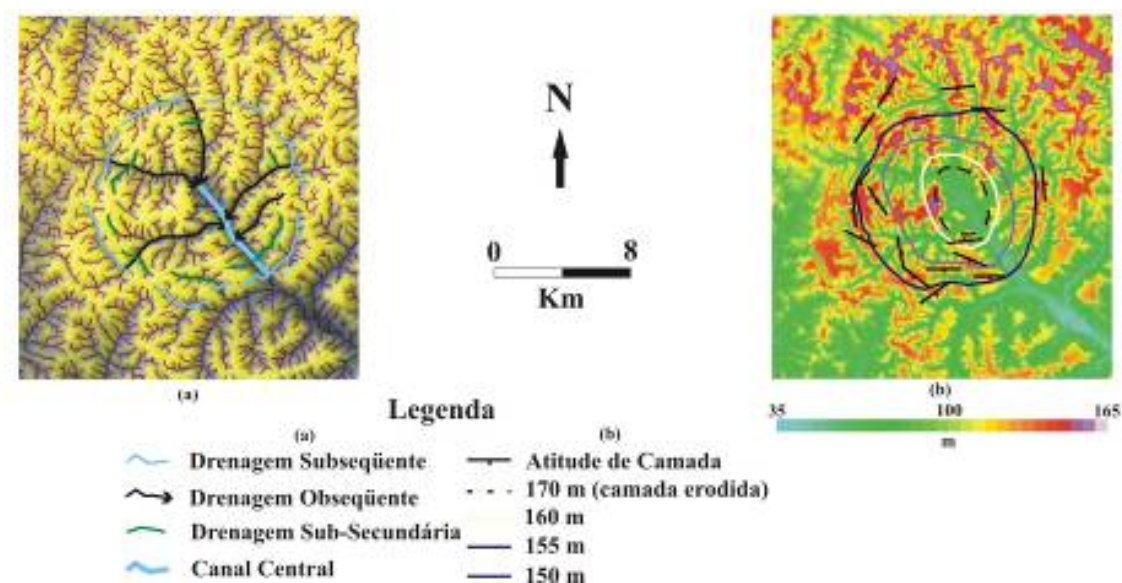 N
0 8
Km
(a)
(b)
35 100 165
m
Legenda
(a)
Drenagem Subseqüente
Drenagem Obseqüente
Drenagem Sub-Secundária
Canal Central
(b)
Atitude de Camada
170 m (camada erodida)
160 m
155 m
150 m